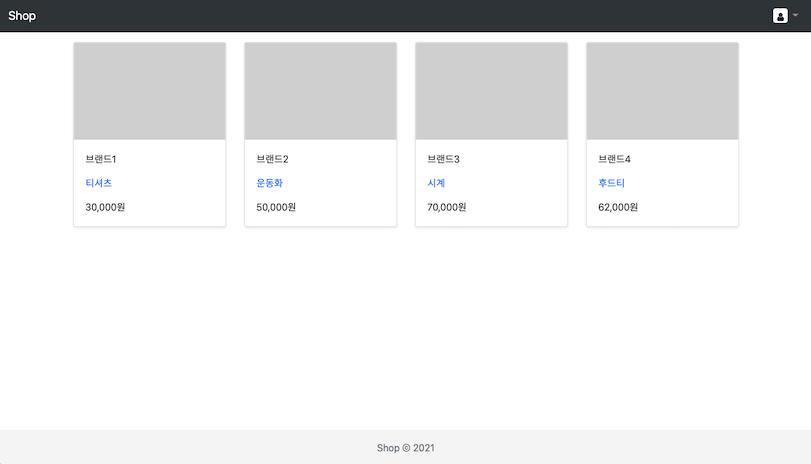 Shop
브랜드1
티셔츠
30,000원
브랜드2
운동화
50,000원
브랜드3
시계
70,000원
브랜드4
후드티
62,000원
Shop © 2021